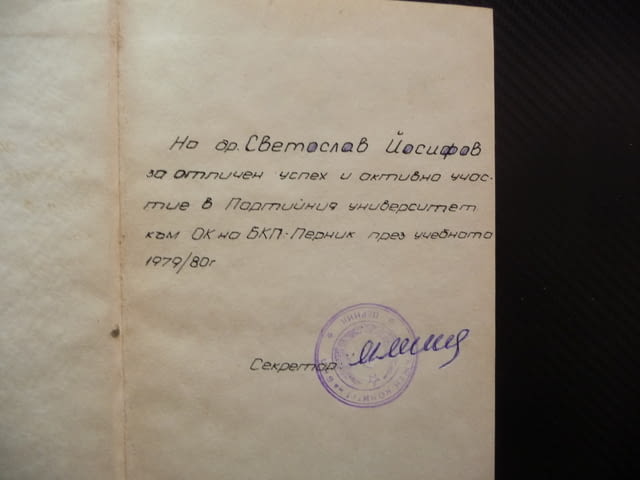 На др. Светослав Йосифов
за отличен успех и активно учас-
тие в Партийния университет
към ОК на БКП - Перник през учебната
1979/80г
Секретар:
ПЕРНИК